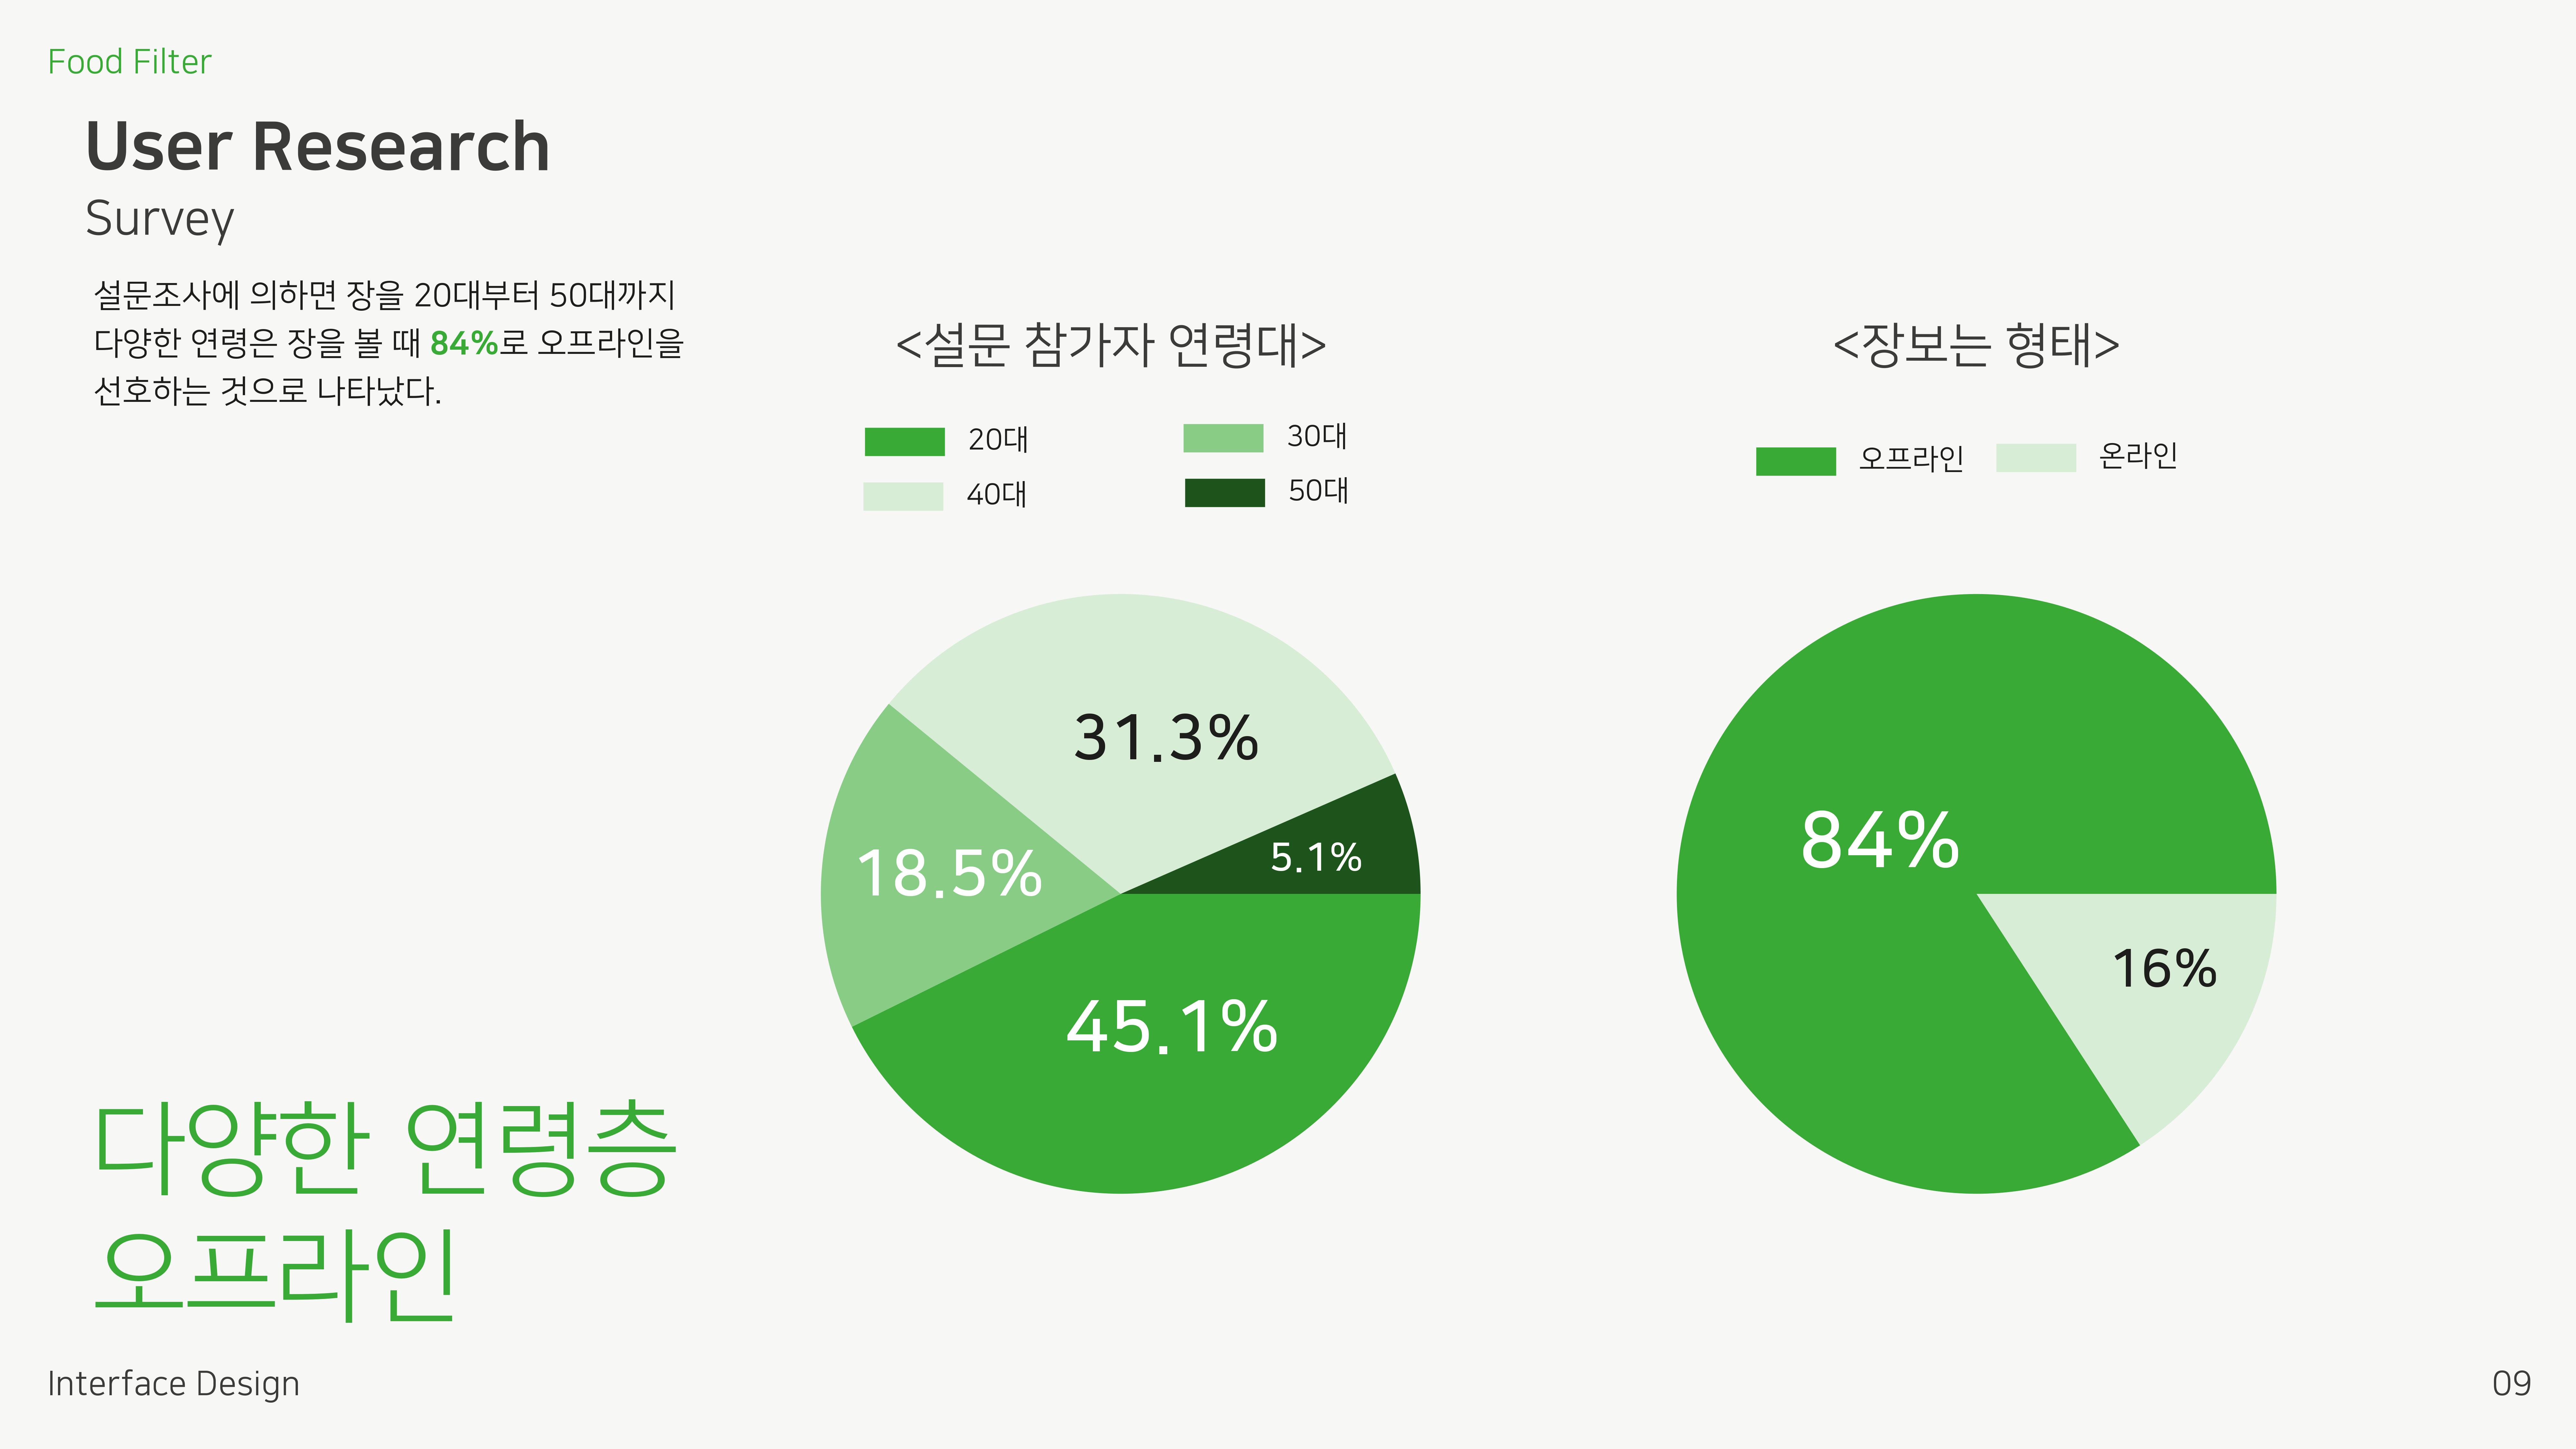 Food Filter
User Research
Survey
설문조사에 의하면 장을 20대부터 50대까지
다양한 연령은 장을 볼 때 84%로 오프라인을
선호하는 것으로 나타났다.
<설문 참가자 연령대>
20대
30대
40대
50대
31.3%
18.5%
5.1%
45.1%
<장보는 형태>
오프라인
온라인
84%
16%
다양한 연령층
오프라인
Interface Design
09